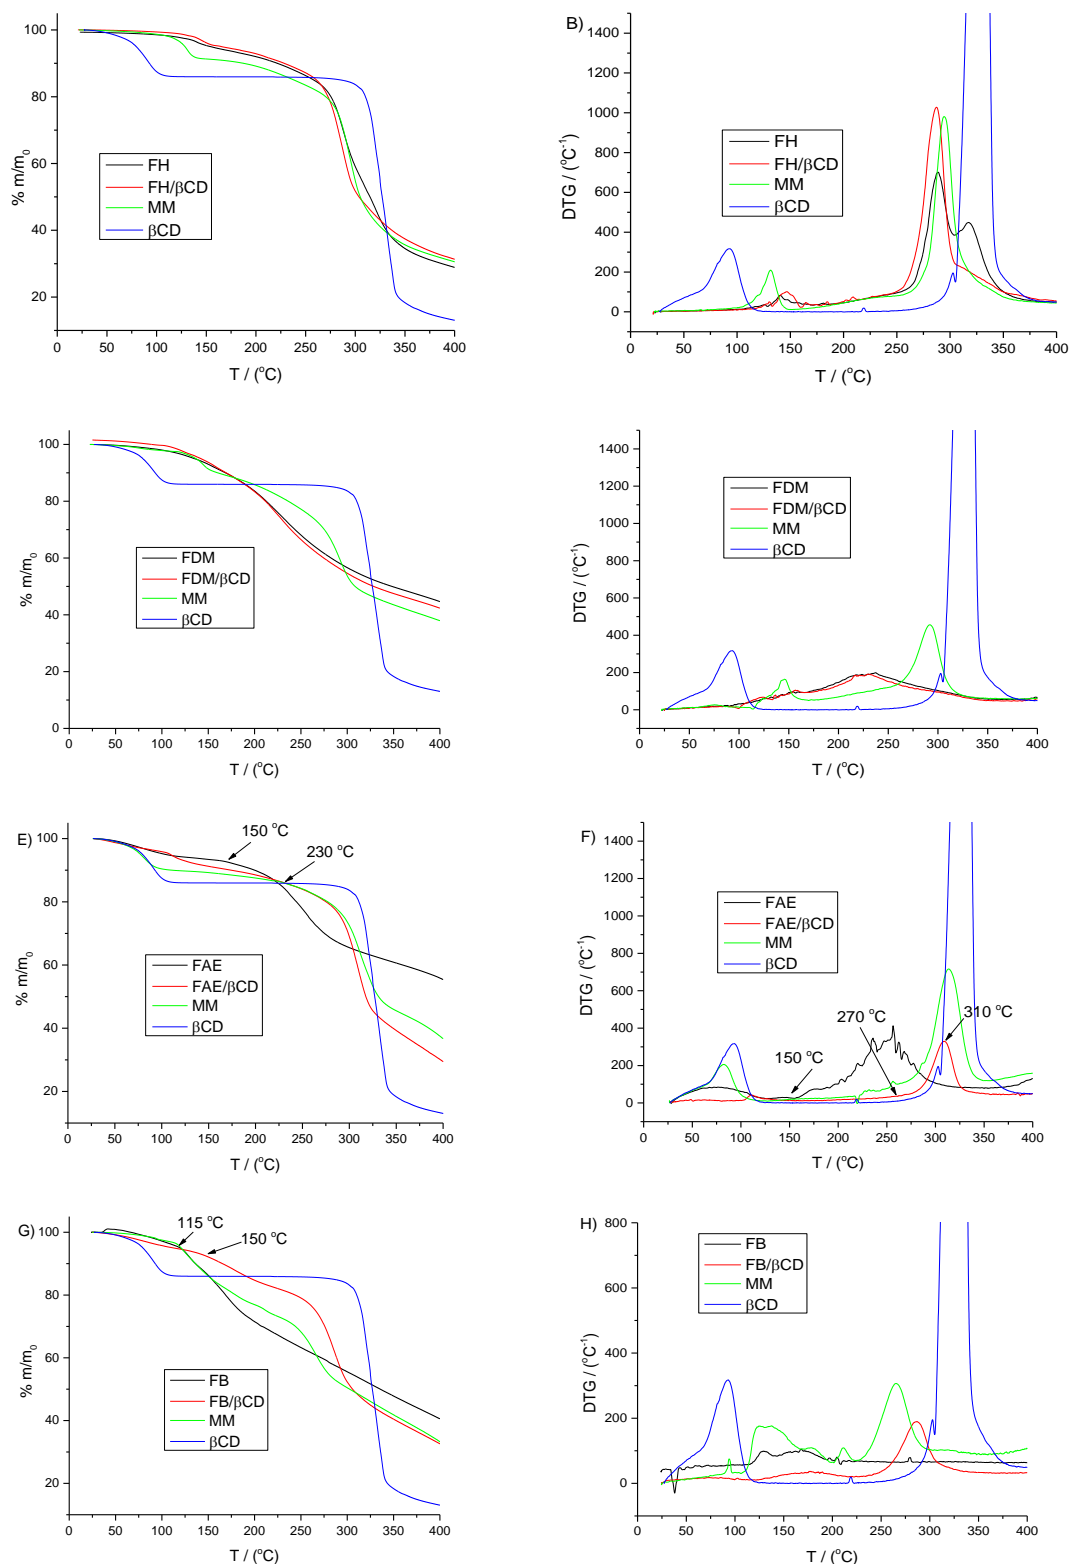 100
80
60
40
20
% m/m0
0 50 100 150 200 250 300 350 400
T / (°C)
FH
FH/βCD
MM
βCD
B)
1400
1200
1000
800
600
400
200
0
DTG / (°C⁻¹)
0 50 100 150 200 250 300 350 400
T / (°C)
FH
FH/βCD
MM
βCD
100
80
60
40
20
0
% m/m0
0 50 100 150 200 250 300 350 400
T / (°C)
FDM
FDM/βCD
MM
βCD
1400
1200
1000
800
600
400
200
0
DTG / (°C⁻¹)
0 50 100 150 200 250 300 350 400
T / (°C)
FDM
FDM/βCD
MM
βCD
E)
100
80
60
40
20
% m/m0
0 50 100 150 200 250 300 350 400
T / (°C)
150 °C
230 °C
FAE
FAE/βCD
MM
βCD
F)
1400
1200
1000
800
600
400
200
0
DTG / (°C⁻¹)
0 50 100 150 200 250 300 350 400
T / (°C)
FAE
FAE/βCD
MM
βCD
270 °C
310 °C
150 °C
G)
100
80
60
40
20
% m/m0
0 50 100 150 200 250 300 350 400
T / (°C)
115 °C
150 °C
FB
FB/βCD
MM
βCD
H)
800
600
400
200
0
DTG / (°C⁻¹)
0 50 100 150 200 250 300 350 400
T / (°C)
FB
FB/βCD
MM
βCD